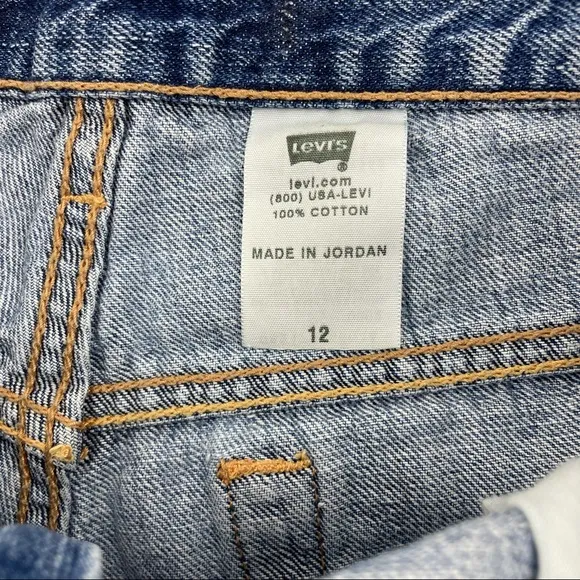 LEVI'S
®
levi.com
(800) USA-LEVI
100% COTTON
MADE IN JORDAN
12